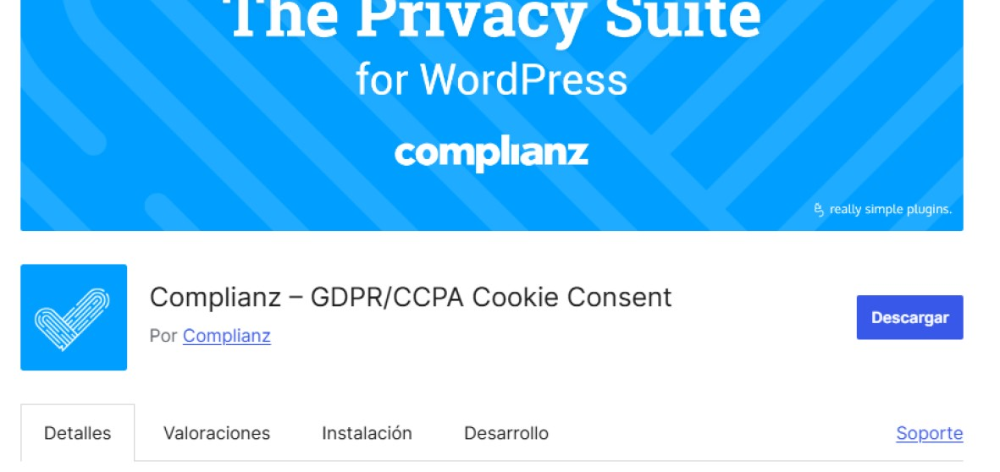 The Privacy Suite
for WordPress
complianz
really simple plugins.
Complianz – GDPR/CCPA Cookie Consent
Por Complianz
Descargar
Detalles
Valoraciones
Instalación
Desarrollo
Soporte